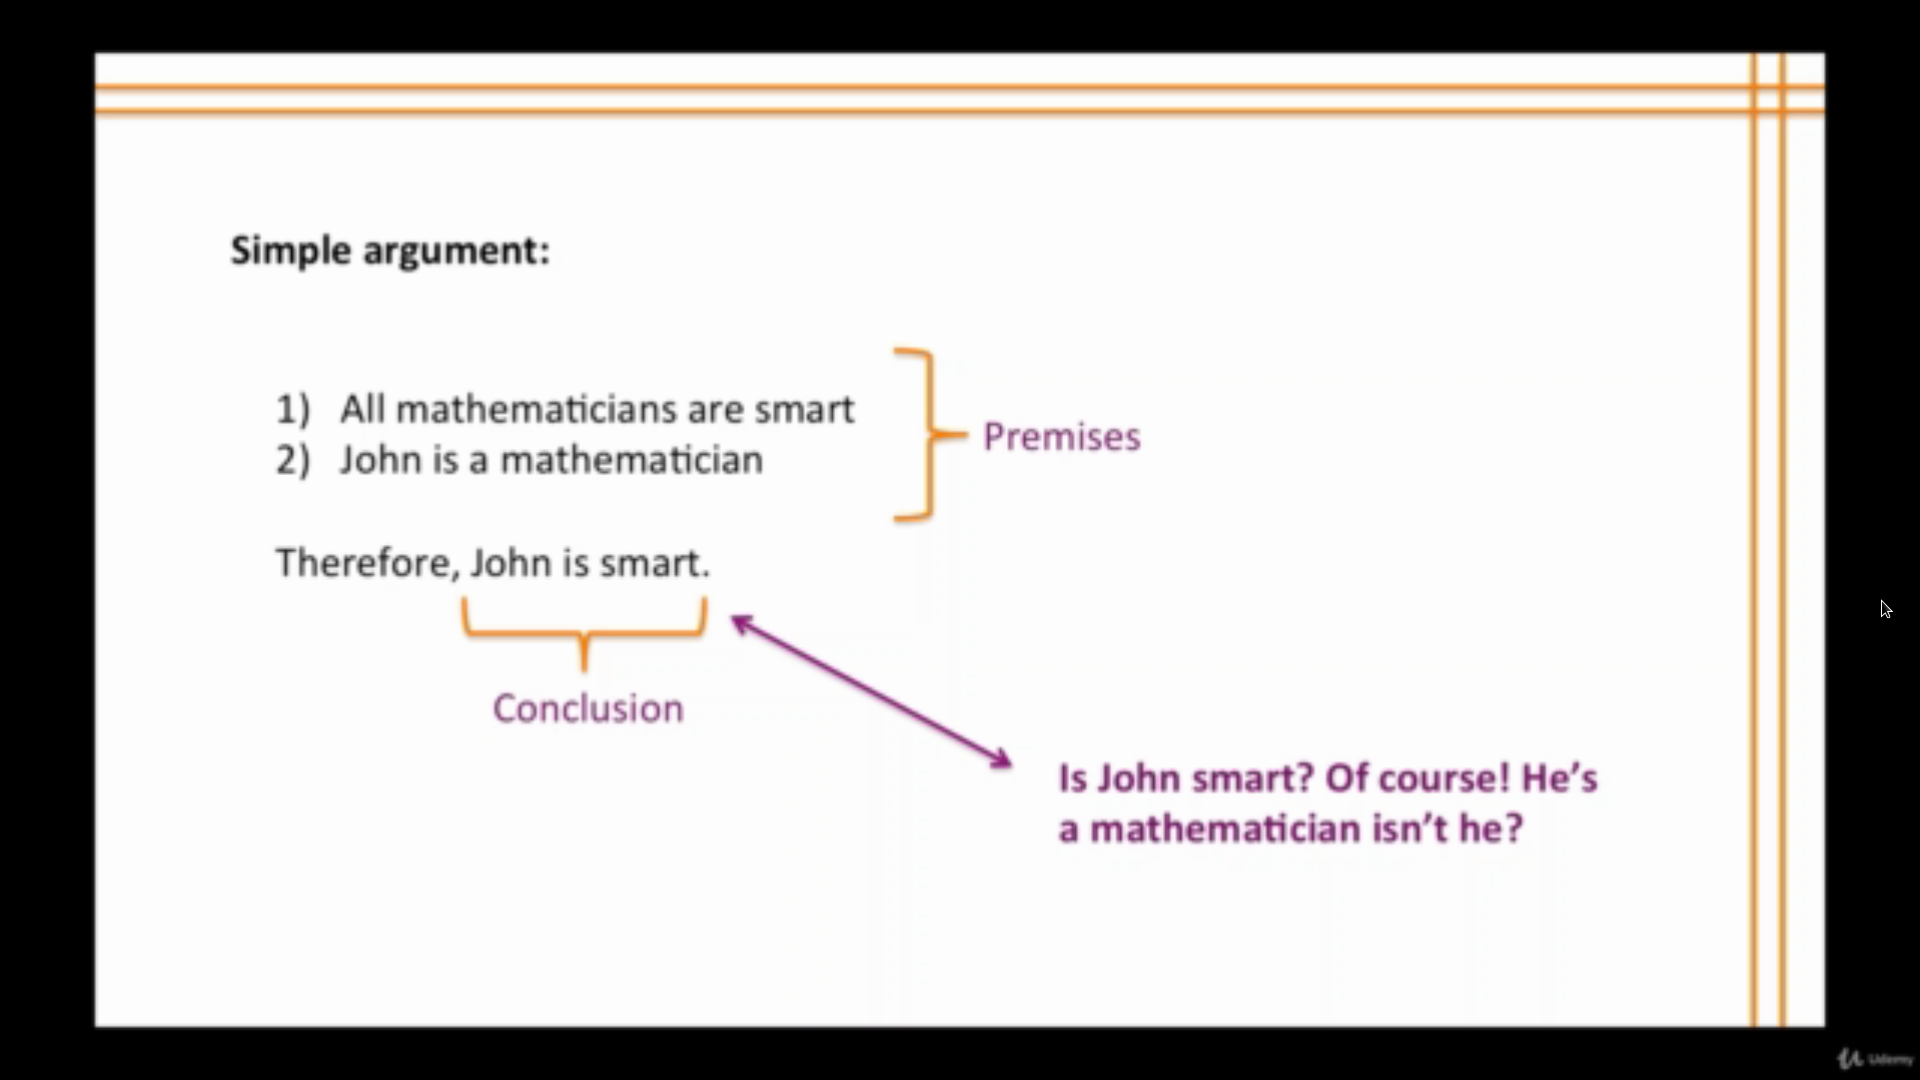 Simple argument:
1) All mathematicians are smart
2) John is a mathematician
Premises
Therefore, John is smart.
Conclusion
Is John smart? Of course! He’s
a mathematician isn’t he?
Udemy